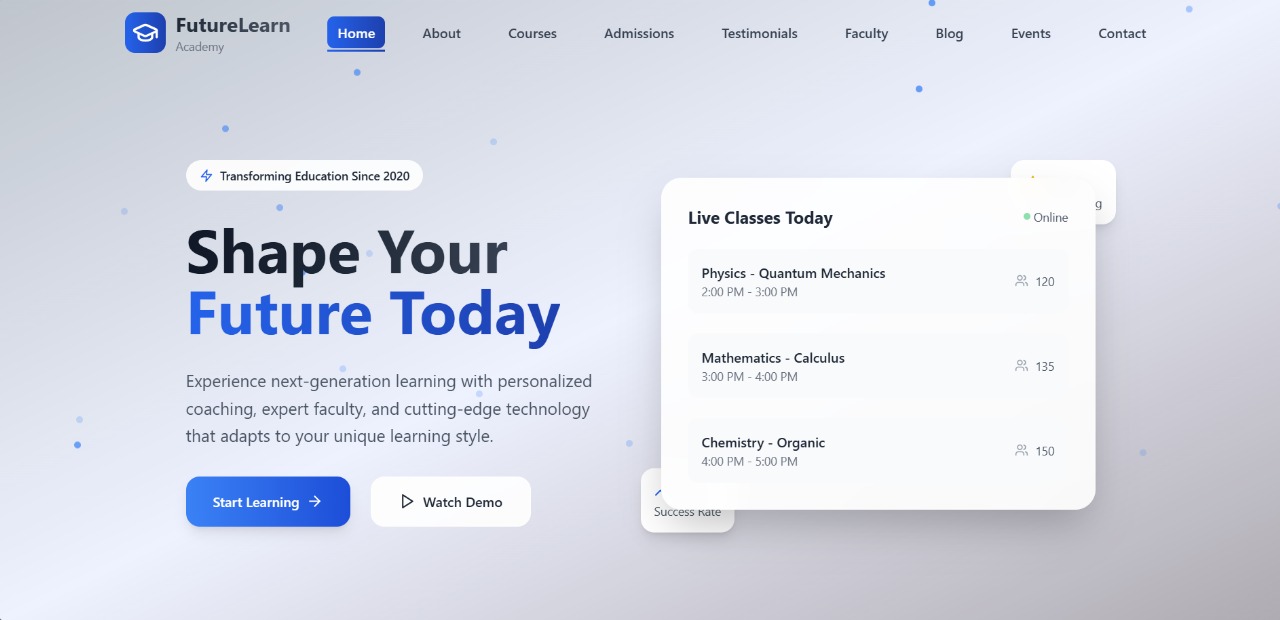 FutureLearn
Academy
Home
About
Courses
Admissions
Testimonials
Faculty
Blog
Events
Contact
Transforming Education Since 2020
Shape Your
Future Today
Experience next-generation learning with personalized
coaching, expert faculty, and cutting-edge technology
that adapts to your unique learning style.
Start Learning
Watch Demo
Live Classes Today
Online
Physics - Quantum Mechanics
2:00 PM - 3:00 PM
120
Mathematics - Calculus
3:00 PM - 4:00 PM
135
Chemistry - Organic
4:00 PM - 5:00 PM
150
Success Rate